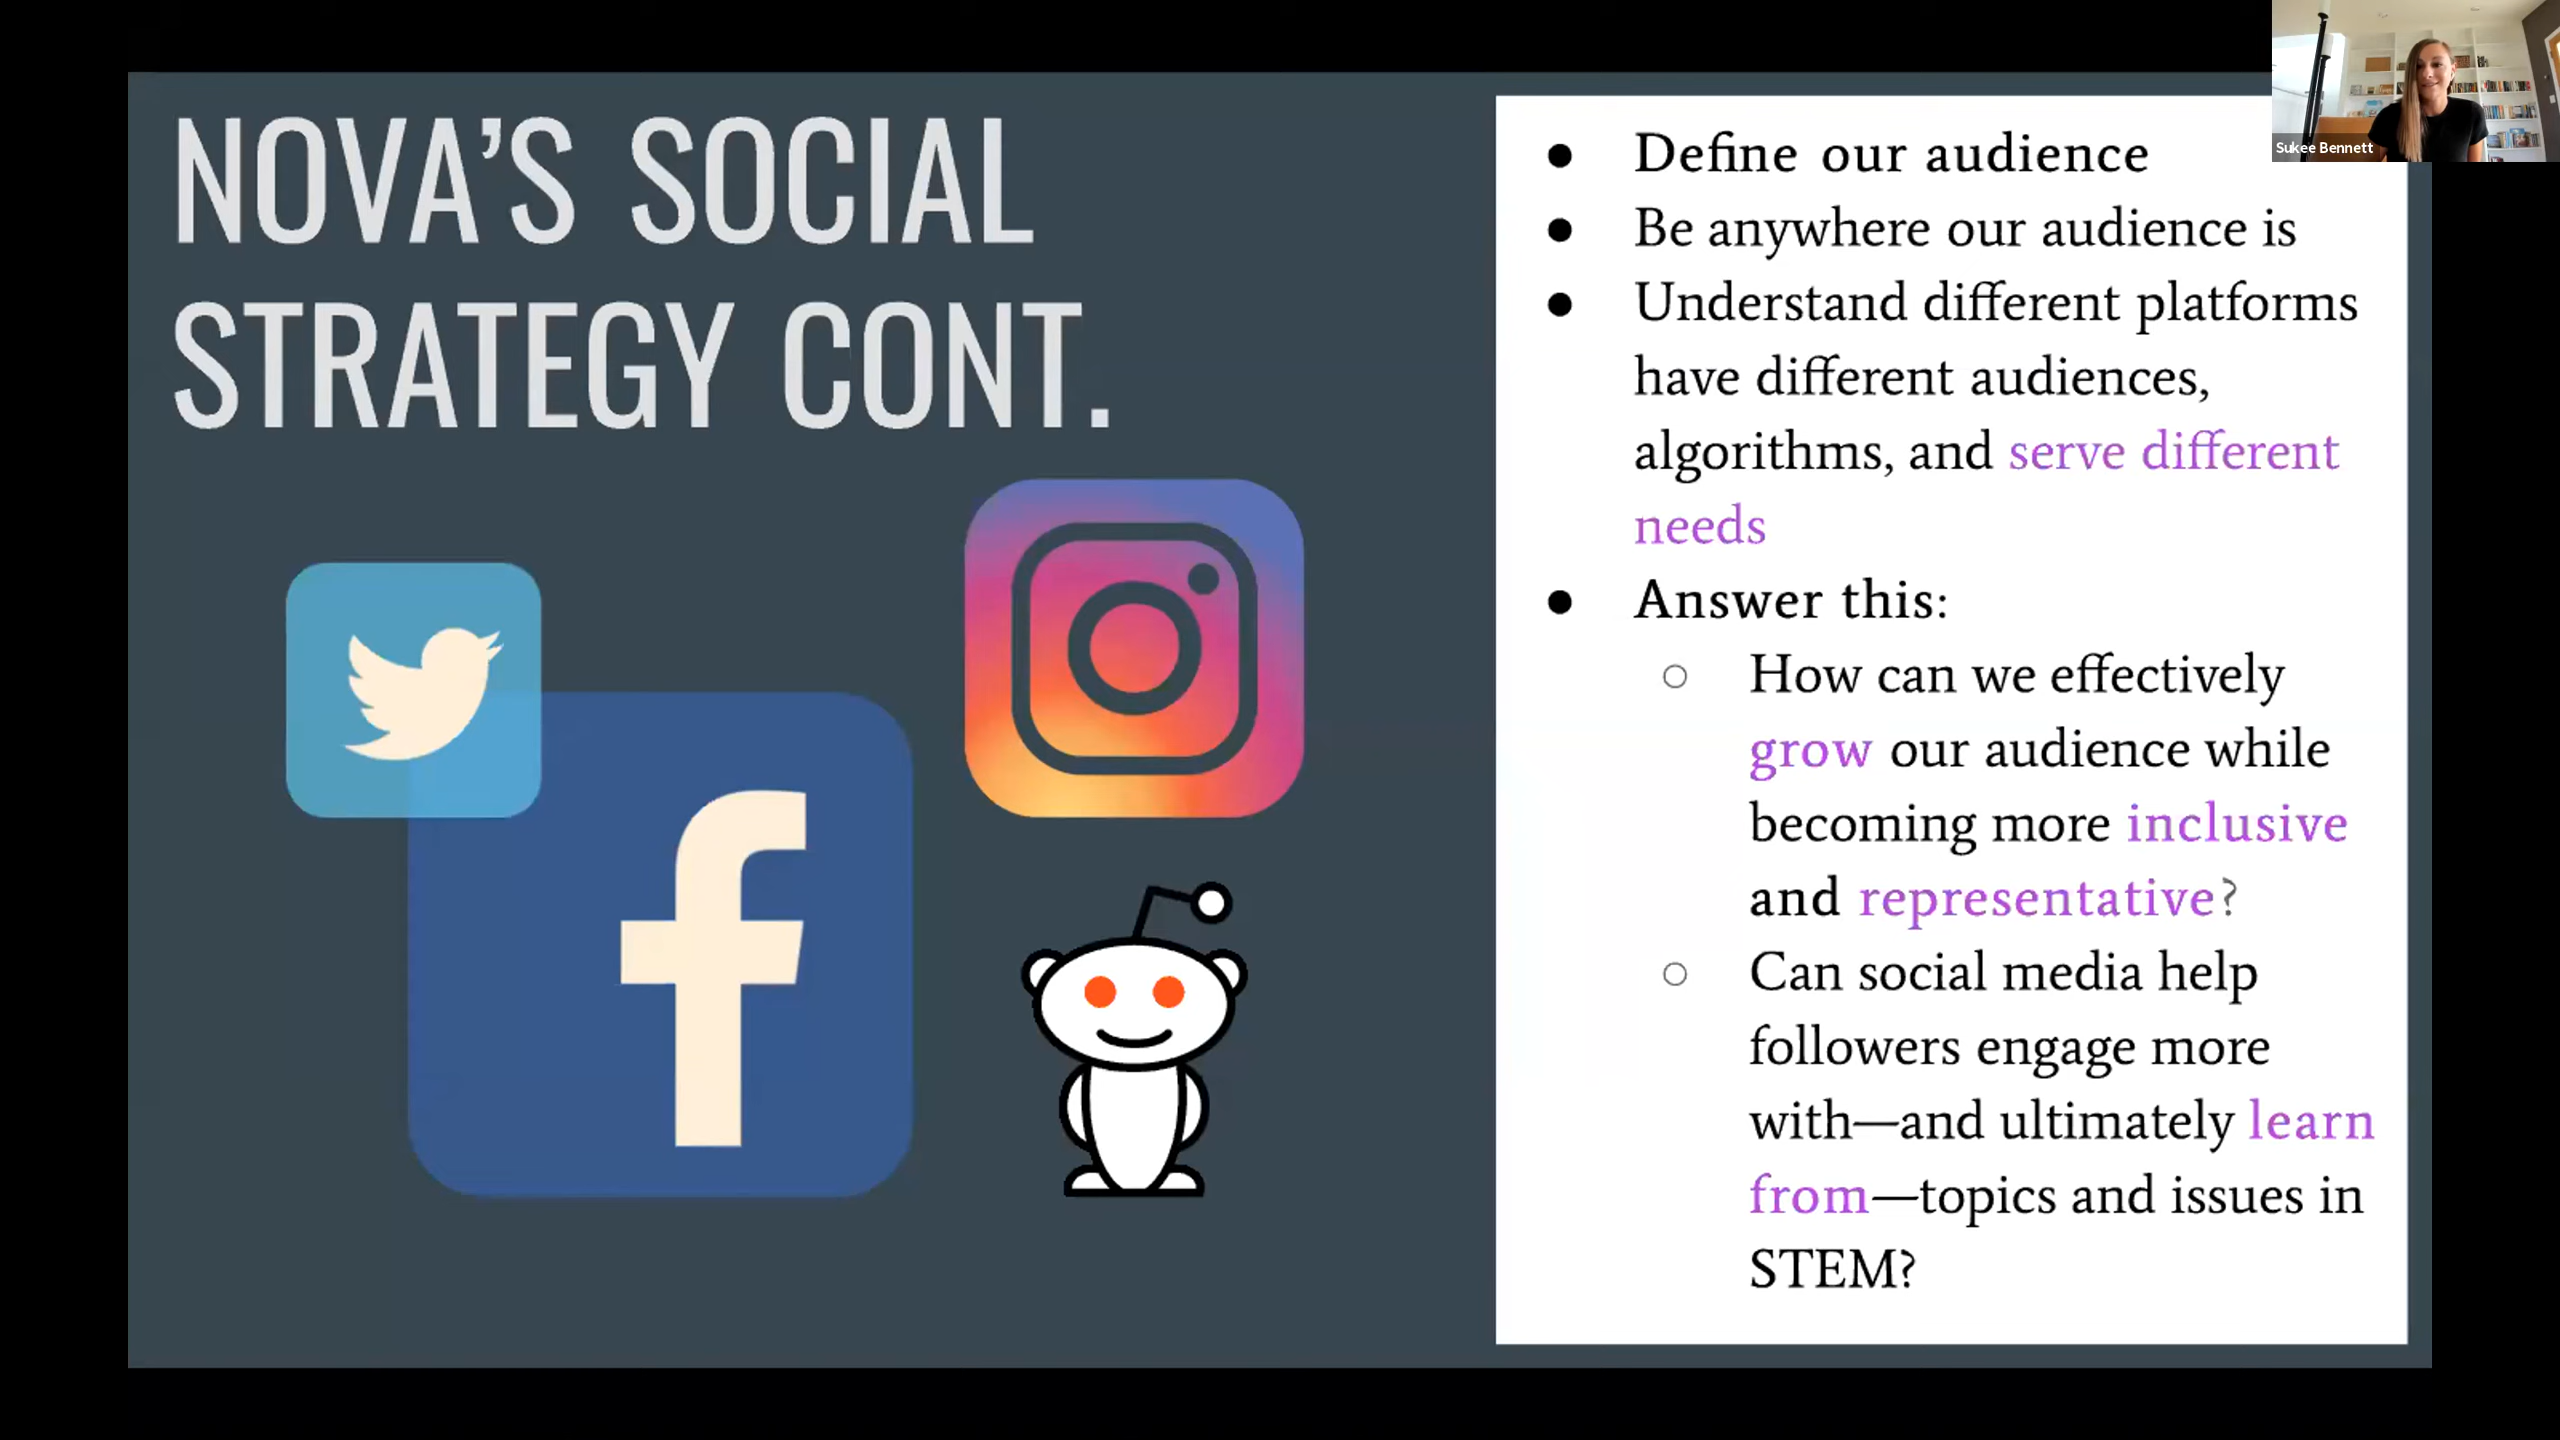 NOVA’S SOCIAL
STRATEGY CONT.
● Define our audience
● Be anywhere our audience is
● Understand different platforms
have different audiences,
algorithms, and serve different
needs
● Answer this:
○ How can we effectively
grow our audience while
becoming more inclusive
and representative?
○ Can social media help
followers engage more
with—and ultimately learn
from—topics and issues in
STEM?
Sukee Bennett